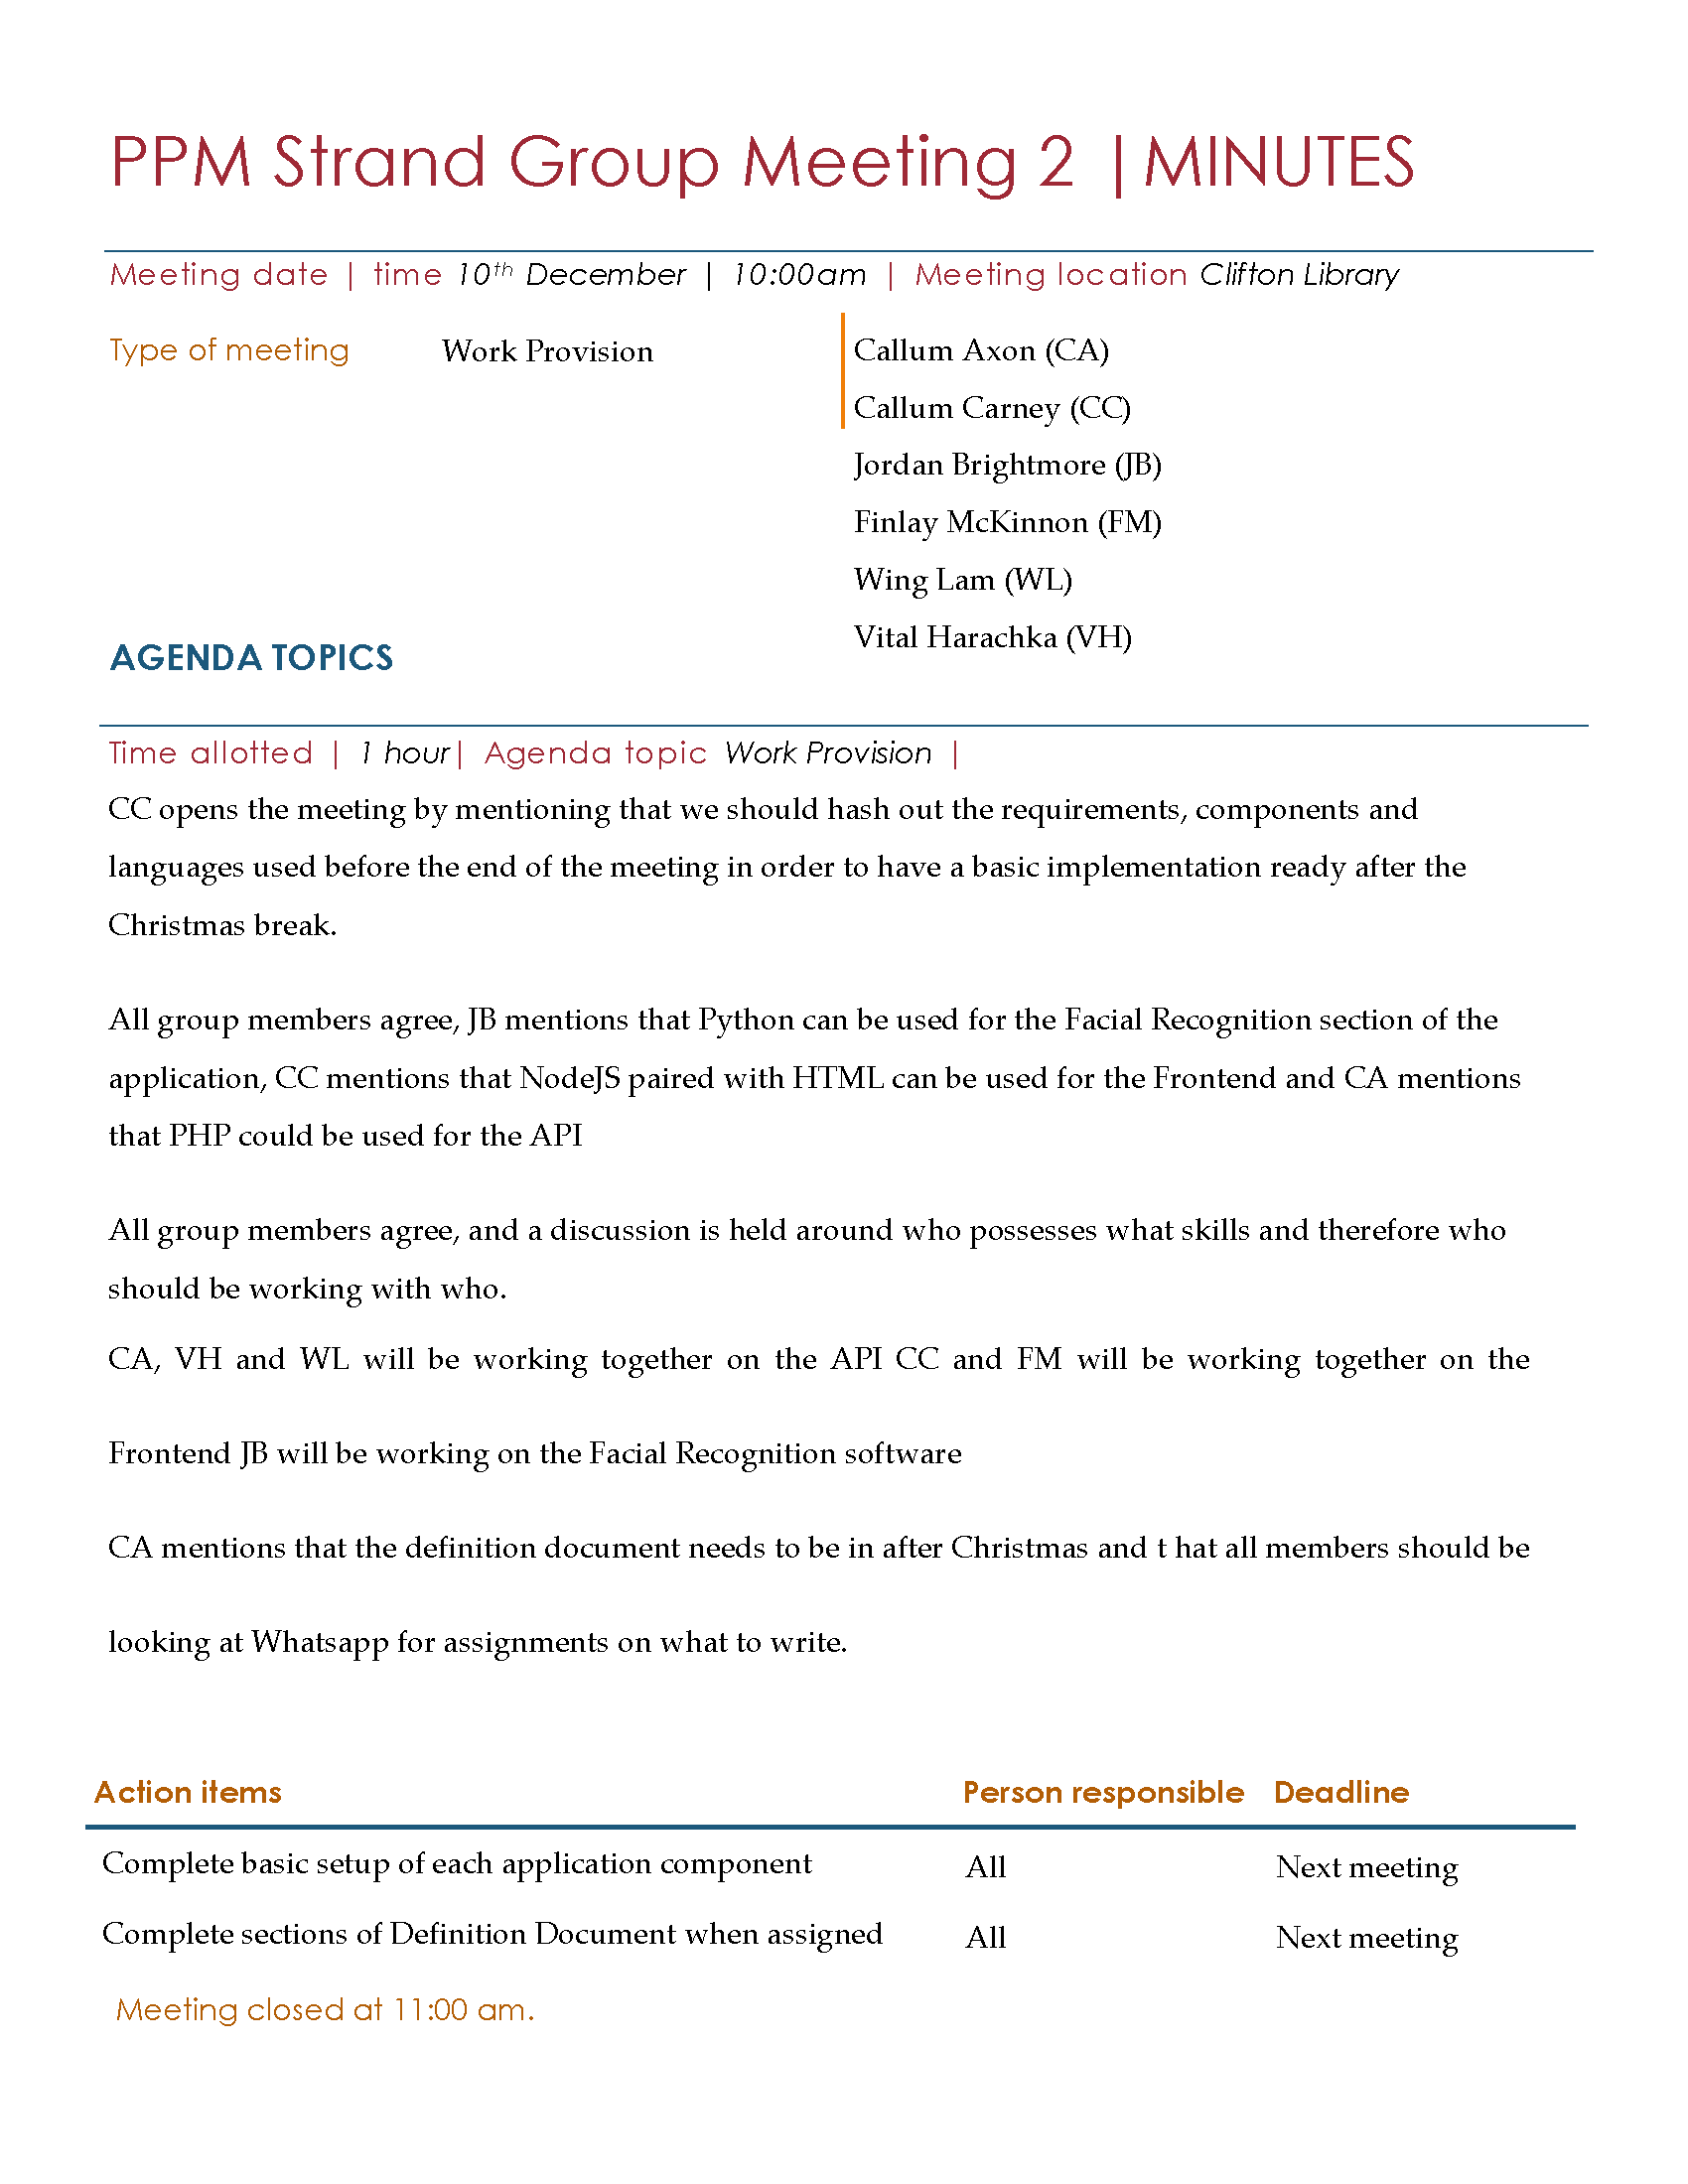 PPM Strand Group Meeting 2 |MINUTES
Meeting date | time 10th December | 10:00am | Meeting location Clifton Library
Type of meeting Work Provision
Callum Axon (CA)
Callum Carney (CC)
Jordan Brightmore (JB)
Finlay McKinnon (FM)
Wing Lam (WL)
Vital Harachka (VH)
AGENDA TOPICS
Time allotted | 1 hour| Agenda topic Work Provision |
CC opens the meeting by mentioning that we should hash out the requirements, components and
languages used before the end of the meeting in order to have a basic implementation ready after the
Christmas break.
All group members agree, JB mentions that Python can be used for the Facial Recognition section of the
application, CC mentions that NodeJS paired with HTML can be used for the Frontend and CA mentions
that PHP could be used for the API
All group members agree, and a discussion is held around who possesses what skills and therefore who
should be working with who.
CA, VH and WL will be working together on the API CC and FM will be working together on the
Frontend JB will be working on the Facial Recognition software
CA mentions that the definition document needs to be in after Christmas and t hat all members should be
looking at Whatsapp for assignments on what to write.
Action items Person responsible Deadline
Complete basic setup of each application component All Next meeting
Complete sections of Definition Document when assigned All Next meeting
Meeting closed at 11:00 am.